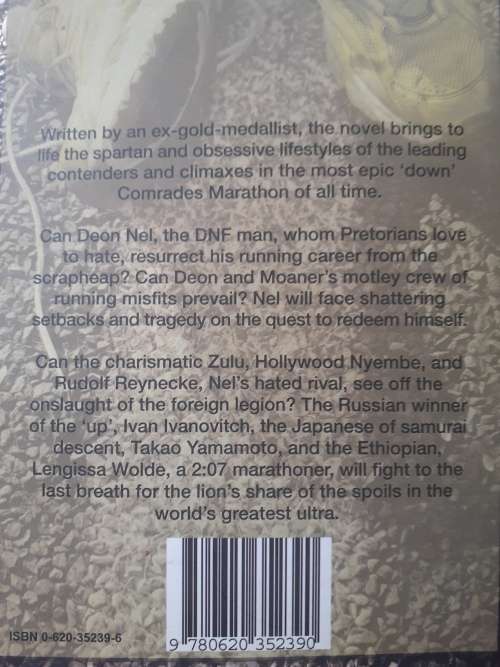 Written by an ex-gold-medallist, the novel brings to
life the spartan and obsessive lifestyles of the leading
contenders and climaxes in the most epic 'down'
Comrades Marathon of all time.
Can Deon Nel, the DNF man, whom Pretorians love
to hate, resurrect his running career from the
scrapheap? Can Deon and Moaner's motley crew of
running misfits prevail? Nel will face shattering
setbacks and tragedy on the quest to redeem himself.
Can the charismatic Zulu, Hollywood Nyembe, and
Rudolf Reynecke, Nel's hated rival, see off the
onslaught of the foreign legion? The Russian winner
of the 'up', Ivan Ivanovitch, the Japanese of samurai
descent, Takao Yamamoto, and the Ethiopian,
Lengissa Wolde, a 2:07 marathoner, will fight to the
last breath for the lion's share of the spoils in the
world's greatest ultra.
ISBN 0-620-35239-6
9 780620 352390